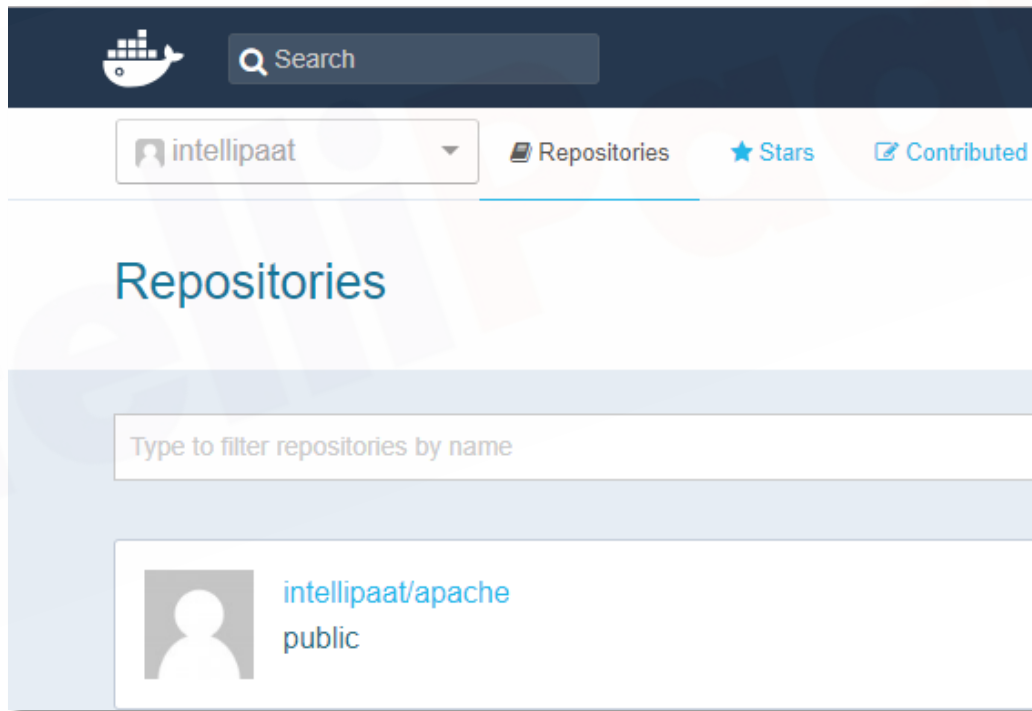 Search
intellipaat Repositories Stars Contributed
Repositories
Type to filter repositories by name
intellipaat/apache
public